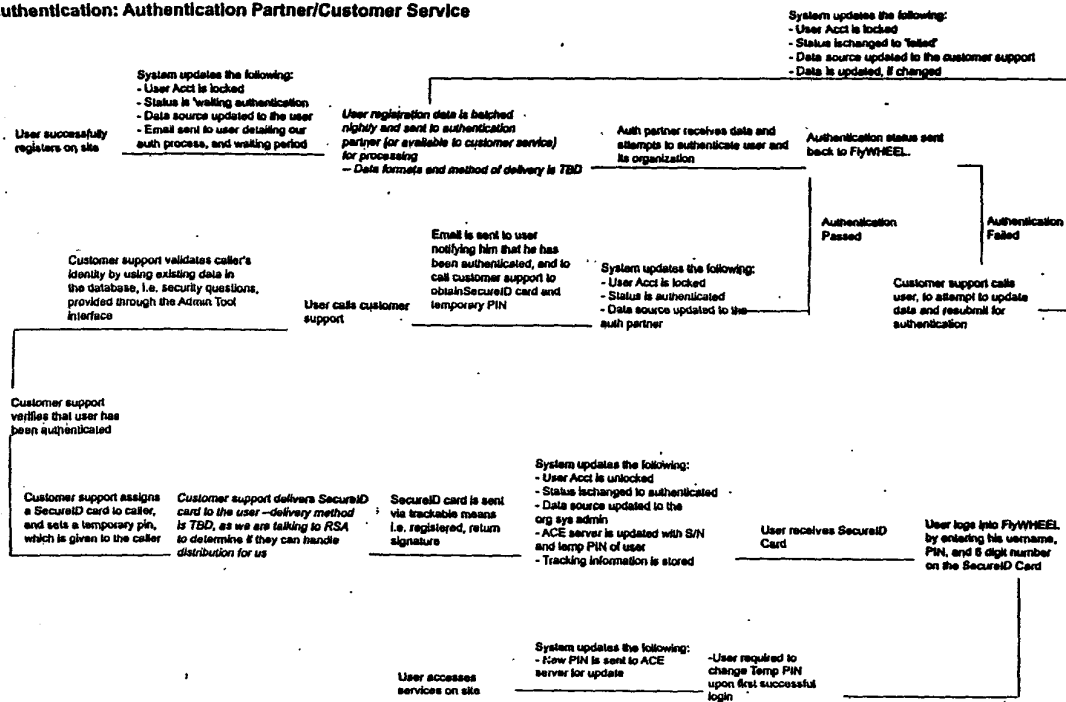 uthentication: Authentication Partner/Customer Service
System updates the following:
- User Acct is locked
- Status ischanged to 'failed'
- Data source updated to the customer support
- Data is updated, if changed
System updates the following:
- User Acct is locked
- Status is 'waiting authentication
- Data source updated to the user
- Email sent to user detailing our
auth process, and waiting period
User successfully
registers on site
User registration data is batched
nightly and sent to authentication
partner (or available to customer service)
for processing
-- Data formats and method of delivery is TBD
Auth partner receives data and
attempts to authenticate user and
its organization
Authentication status sent
back to FlyWHEEL.
Authentication
Passed
Authentication
Failed
Customer support validates caller's
identity by using existing data in
the database, i.e. security questions,
provided through the Admin Tool
interface
User calls customer
support
Email is sent to user
notifying him that he has
been authenticated, and to
call customer support to
obtainSecureID card and
temporary PIN
System updates the following:
- User Acct is locked
- Status is authenticated
- Data source updated to the
auth partner
Customer support calls
user, to attempt to update
data and resubmit for
authentication
Customer support
verifies that user has
been authenticated
Customer support assigns
a SecureID card to caller,
and sets a temporary pin,
which is given to the caller
Customer support delivers SecureID
card to the user --delivery method
is TBD, as we are talking to RSA
to determine if they can handle
distribution for us
SecureID card is sent
via trackable means
i.e. registered, return
signature
System updates the following:
- User Acct is unlocked
- Status ischanged to authenticated
- Data source updated to the
org sys admin
- ACE server is updated with S/N
and temp PIN of user
- Tracking information is stored
User receives SecureID
Card
User logs into FlyWHEEL
by entering his username,
PIN, and 6 digit number
on the SecureID Card
User accesses
services on site
System updates the following:
- New PIN is sent to ACE
server for update
-User required to
change Temp PIN
upon first successful
login